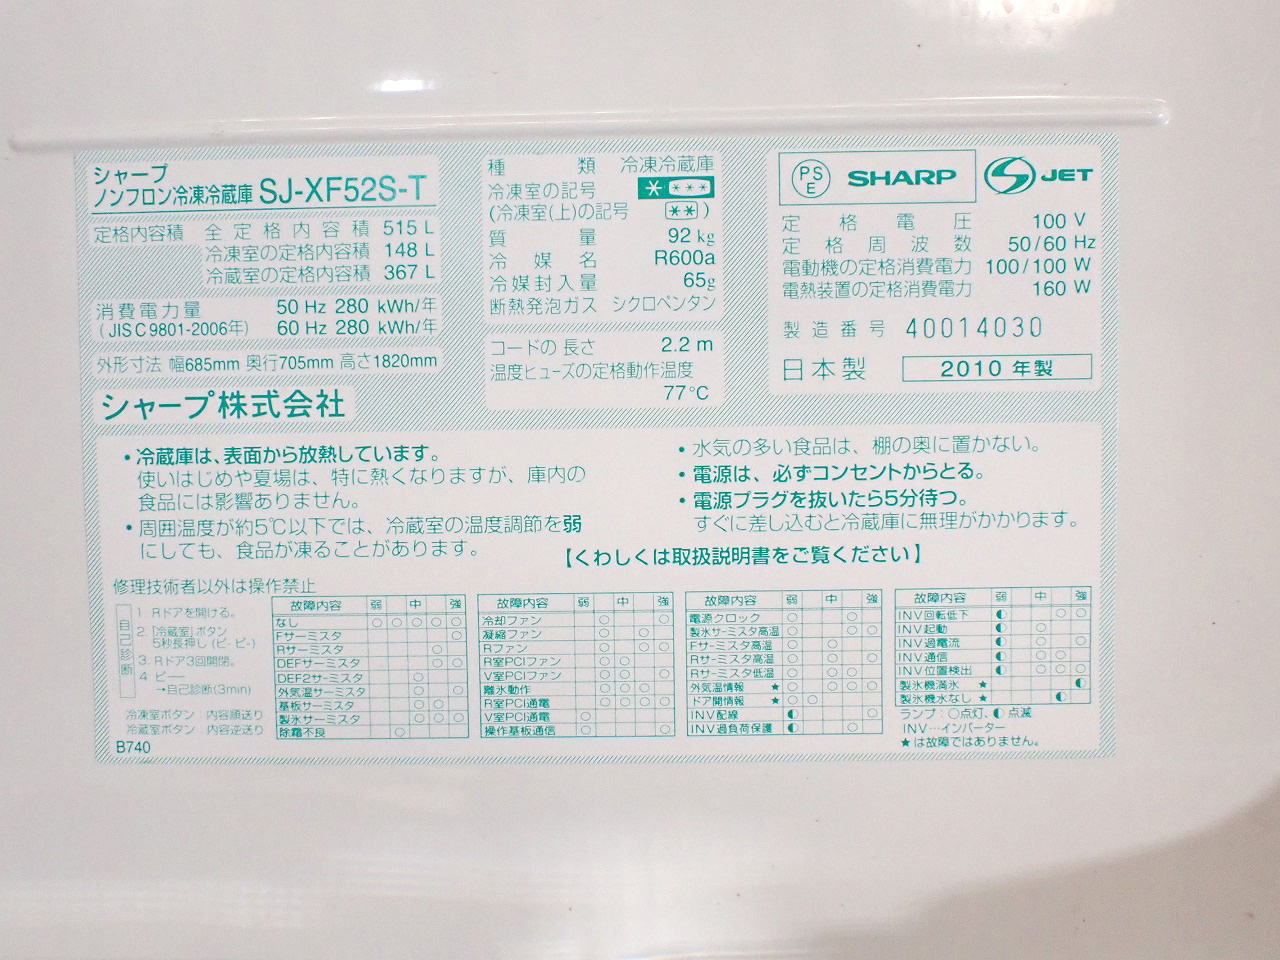 シャープ
ノンフロン冷凍冷蔵庫 SJ-XF52S-T
定格内容積 全定格内容積 515 L
冷凍室の定格内容積 148 L
冷蔵室の定格内容積 367 L
消費電力量 50 Hz 280 kWh/年
(JIS C 9801-2006年) 60 Hz 280 kWh/年
外形寸法 幅685mm 奥行705mm 高さ1820mm
シャープ株式会社
種類 冷凍冷蔵庫
冷凍室の記号 * ***
(冷凍室(上)の記号 ** )
質量 92 kg
冷媒名 R600a
冷媒封入量 65g
断熱発泡ガス シクロペンタン
コードの長さ 2.2 m
温度ヒューズの定格動作温度
77℃
PSE SHARP S JET
定格電圧 100 V
定格周波数 50/60 Hz
電動機の定格消費電力 100/100 W
電熱装置の定格消費電力 160 W
製造番号 40014030
日本製 2010 年製
・冷蔵庫は、表面から放熱しています。
使いはじめや夏場は、特に熱くなりますが、庫内の
食品には影響ありません。
・周囲温度が約5℃以下では、冷蔵室の温度調節を弱
にしても、食品が凍ることがあります。
・水気の多い食品は、棚の奥に置かない。
・電源は、必ずコンセントからとる。
・電源プラグを抜いたら5分待つ。
すぐに差し込むと冷蔵庫に無理がかかります。
【くわしくは取扱説明書をご覧ください】
修理技術者以外は操作禁止
自己診断
1. Rドアを開ける。
2. 「冷蔵室」ボタン
5秒長押し (ピ・ピ-)
3. Rドア3回開閉。
4 ピー
→自己診断(3min)
冷凍室ボタン：内容順送り
冷蔵室ボタン：内容逆送り
B740
故障内容 弱 中 強
なし ○ ○ ○ ○ ○
Fサーミスタ ○
Rサーミスタ ○
DEFサーミスタ ○ ○
DEF2サーミスタ ○
外気温サーミスタ ○ ○
基板サーミスタ ○ ○
製氷サーミスタ ○ ○ ○
除霜不良 ○
故障内容 弱 中 強
冷却ファン ○ ○
凝縮ファン ○ ○
Rファン ○ ○ ○
R室PCIファン ○ ○
V室PCIファン ○ ○ ○
離氷動作 ○ ○ ○ ○
R室PCI通電 ○ ○ ○ ○
V室PCI通電 ○
操作基板通信 ○ ○
故障内容 弱 中 強
電源クロック ○ ○
製氷サーミスタ高温 ○ ○ ○
Fサーミスタ高温 ○ ○
Rサーミスタ高温 ○ ○ ○
Rサーミスタ低温 ○ ○ ○
外気温情報 ★ ○ ○ ○ ○
ドア開情報 ★ ○ ○
INV配線 ◐ ○
INV過負荷保護 ◐ ○
故障内容 弱 中 強
INV回転低下 ◐ ○ ○
INV起動 ◐ ○
INV過電流 ◐ ○ ○
INV通信 ◐ ○ ○
INV位置検出 ◐ ○ ○ ○
製氷機満氷 ★ ◐
製氷機水なし ★ ◐
ランプ：○点灯、◐点滅
INV…インバーター
★は故障ではありません。